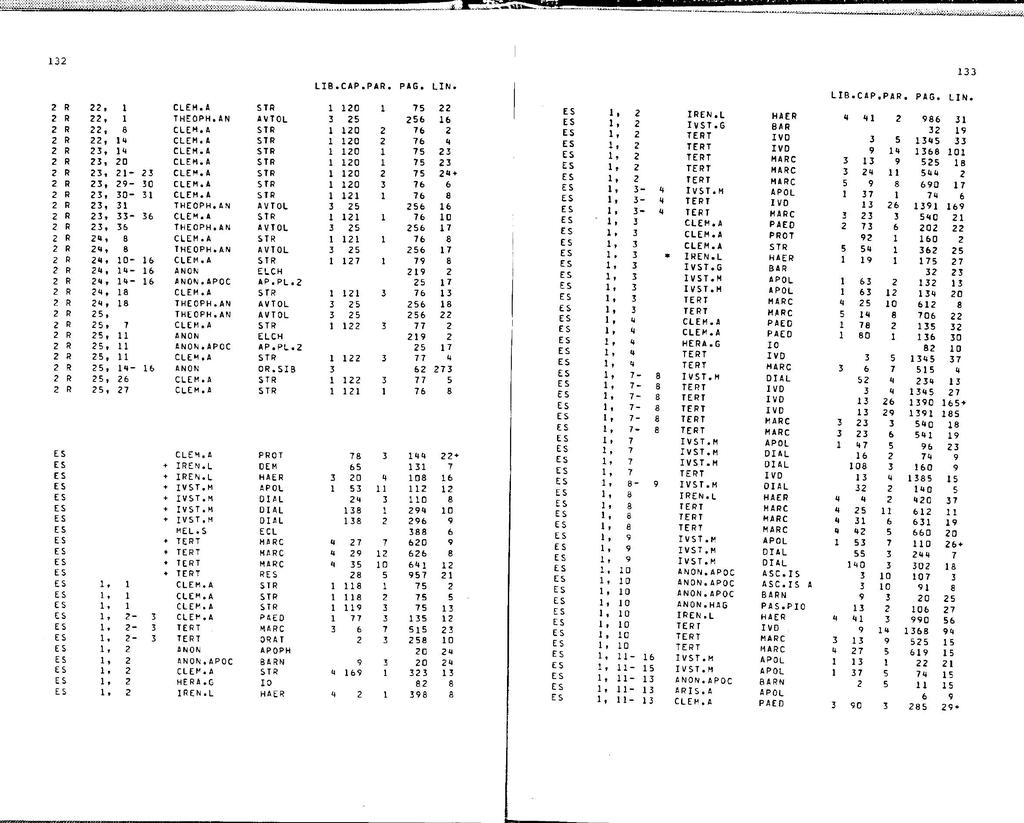 132
LIB.CAP.PAR. PAG. LIN.
2 R 22, 1 CLEM.A STR 1 120 1 75 22
2 R 22, 1 THEOPH.AN AVTOL 3 25 256 16
2 R 22, 8 CLEM.A STR 1 120 2 76 2
2 R 22, 14 CLEM.A STR 1 120 2 76 4
2 R 23, 14 CLEM.A STR 1 120 1 75 23
2 R 23, 20 CLEM.A STR 1 120 1 75 23
2 R 23, 21- 23 CLEM.A STR 1 120 2 75 24+
2 R 23, 29- 30 CLEM.A STR 1 120 3 76 6
2 R 23, 30- 31 CLEM.A STR 1 121 1 76 8
2 R 23, 31 THEOPH.AN AVTOL 3 25 256 16
2 R 23, 33- 36 CLEM.A STR 1 121 1 76 10
2 R 23, 36 THEOPH.AN AVTOL 3 25 256 17
2 R 24, 8 CLEM.A STR 1 121 1 76 8
2 R 24, 8 THEOPH.AN AVTOL 3 25 256 17
2 R 24, 10- 16 CLEM.A STR 1 127 1 79 8
2 R 24, 14- 16 ANON ELCH 219 2
2 R 24, 14- 16 ANON.APOC AP.PL.2 25 17
2 R 24, 18 CLEM.A STR 1 121 3 76 13
2 R 24, 18 THEOPH.AN AVTOL 3 25 256 18
2 R 25, THEOPH.AN AVTOL 3 25 256 22
2 R 25, 7 CLEM.A STR 1 122 3 77 2
2 R 25, 11 ANON ELCH 219 2
2 R 25, 11 ANON.APOC AP.PL.2 25 17
2 R 25, 11 CLEM.A STR 1 122 3 77 4
2 R 25, 14- 16 ANON OR.SIB 3 62 273
2 R 25, 26 CLEM.A STR 1 122 3 77 5
2 R 25, 27 CLEM.A STR 1 121 1 76 8
ES CLEM.A PROT 78 3 144 22+
ES + IREN.L DEM 65 131 7
ES + IREN.L HAER 3 20 4 108 16
ES + IVST.M APOL 1 53 11 112 12
ES + IVST.M DIAL 24 3 110 8
ES + IVST.M DIAL 138 1 294 10
ES + IVST.M DIAL 138 2 296 9
ES MEL.S ECL 388 6
ES + TERT MARC 4 27 7 620 9
ES + TERT MARC 4 29 12 626 8
ES + TERT MARC 4 35 10 641 12
ES + TERT RES 28 5 957 21
ES 1, 1 CLEM.A STR 1 118 1 75 2
ES 1, 1 CLEM.A STR 1 118 2 75 5
ES 1, 1 CLEM.A STR 1 119 3 75 13
ES 1, 2- 3 CLEM.A PAED 1 77 3 135 12
ES 1, 2- 3 TERT MARC 3 6 7 515 23
ES 1, 2- 3 TERT ORAT 2 3 258 10
ES 1, 2 ANON APOPH 20 24
ES 1, 2 ANON.APOC BARN 9 3 20 24
ES 1, 2 CLEM.A STR 4 169 1 323 13
ES 1, 2 HERA.G IO 82 8
ES 1, 2 IREN.L HAER 4 2 1 398 8
133
LIB.CAP.PAR. PAG. LIN.
ES 1, 2 IREN.L HAER 4 41 2 986 31
ES 1, 2 IVST.G BAR 32 19
ES 1, 2 TERT IVD 3 5 1345 33
ES 1, 2 TERT IVD 9 14 1368 101
ES 1, 2 TERT MARC 3 13 9 525 18
ES 1, 2 TERT MARC 3 24 11 544 2
ES 1, 2 TERT MARC 5 9 8 690 17
ES 1, 3- 4 IVST.M APOL 1 37 1 74 6
ES 1, 3- 4 TERT IVD 13 26 1391 169
ES 1, 3- 4 TERT MARC 3 23 3 540 21
ES 1, 3 CLEM.A PAED 2 73 6 202 22
ES 1, 3 CLEM.A PROT 92 1 160 2
ES 1, 3 CLEM.A STR 5 54 1 362 25
ES 1, 3 * IREN.L HAER 1 19 1 175 27
ES 1, 3 IVST.G BAR 32 23
ES 1, 3 IVST.M APOL 1 63 2 132 13
ES 1, 3 IVST.M APOL 1 63 12 134 20
ES 1, 3 TERT MARC 4 25 10 612 8
ES 1, 3 TERT MARC 5 14 8 706 22
ES 1, 4 CLEM.A PAED 1 78 2 135 32
ES 1, 4 CLEM.A PAED 1 80 1 136 30
ES 1, 4 HERA.G IO 82 10
ES 1, 4 TERT IVD 3 5 1345 37
ES 1, 4 TERT MARC 3 6 7 515 4
ES 1, 7- 8 IVST.M DIAL 52 4 234 13
ES 1, 7- 8 TERT IVD 3 4 1345 27
ES 1, 7- 8 TERT IVD 13 26 1390 165+
ES 1, 7- 8 TERT IVD 13 29 1391 185
ES 1, 7- 8 TERT MARC 3 23 3 540 18
ES 1, 7- 8 TERT MARC 3 23 6 541 19
ES 1, 7 IVST.M APOL 1 47 5 96 23
ES 1, 7 IVST.M DIAL 16 2 74 9
ES 1, 7 IVST.M DIAL 108 3 160 9
ES 1, 7 TERT IVD 13 4 1385 15
ES 1, 8- 9 IVST.M DIAL 32 2 140 5
ES 1, 8 IREN.L HAER 4 4 2 420 37
ES 1, 8 TERT MARC 4 25 11 612 11
ES 1, 8 TERT MARC 4 31 6 631 19
ES 1, 8 TERT MARC 4 42 5 660 20
ES 1, 9 IVST.M APOL 1 53 7 110 26+
ES 1, 9 IVST.M DIAL 55 3 244 7
ES 1, 9 IVST.M DIAL 140 3 302 18
ES 1, 10 ANON.APOC ASC.IS 3 10 107 3
ES 1, 10 ANON.APOC ASC.IS A 3 10 91 8
ES 1, 10 ANON.APOC BARN 9 3 20 25
ES 1, 10 ANON.HAG PAS.PIO 13 2 106 27
ES 1, 10 IREN.L HAER 4 41 3 990 56
ES 1, 10 TERT IVD 9 14 1368 94
ES 1, 10 TERT MARC 3 13 9 525 15
ES 1, 10 TERT MARC 4 27 5 619 15
ES 1, 11- 16 IVST.M APOL 1 13 1 22 21
ES 1, 11- 15 IVST.M APOL 1 37 5 74 15
ES 1, 11- 13 ANON.APOC BARN 2 5 11 15
ES 1, 11- 13 ARIS.A APOL 6 9
ES 1, 11- 13 CLEM.A PAED 3 90 3 285 29+